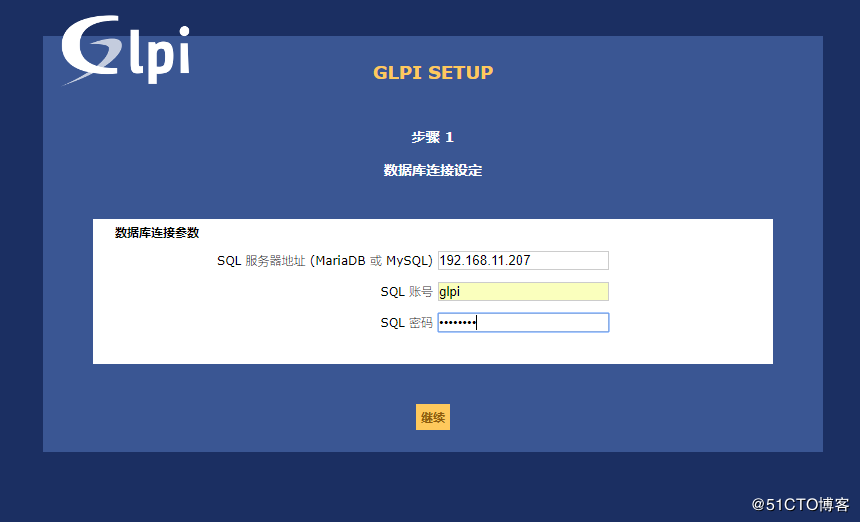 Glpi
GLPI SETUP
步骤 1
数据库连接设定
数据库连接参数
SQL 服务器地址 (MariaDB 或 MySQL) 192.168.11.207
SQL 账号 glpi
SQL 密码 ••••••••
继续
@51CTO博客